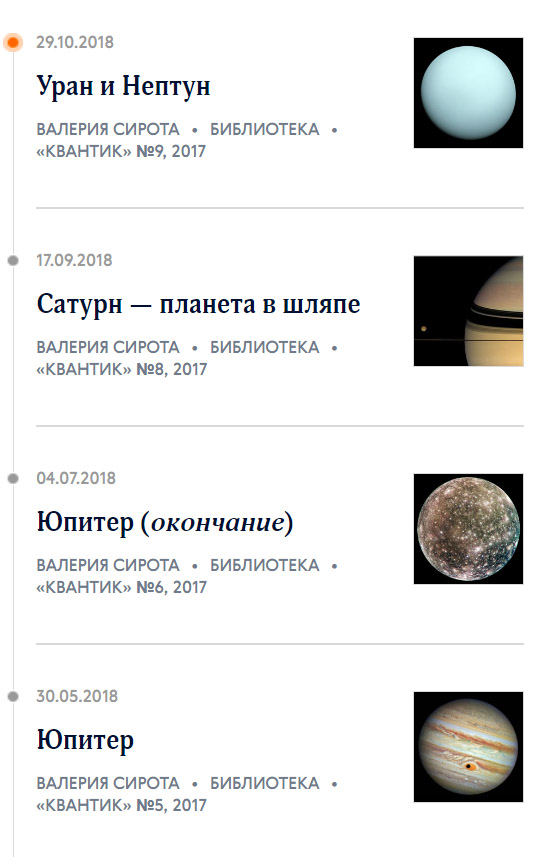 29.10.2018
Уран и Нептун
ВАЛЕРИЯ СИРОТА • БИБЛИОТЕКА •
«КВАНТИК» №9, 2017
17.09.2018
Сатурн — планета в шляпе
ВАЛЕРИЯ СИРОТА • БИБЛИОТЕКА •
«КВАНТИК» №8, 2017
04.07.2018
Юпитер (окончание)
ВАЛЕРИЯ СИРОТА • БИБЛИОТЕКА •
«КВАНТИК» №6, 2017
30.05.2018
Юпитер
ВАЛЕРИЯ СИРОТА • БИБЛИОТЕКА •
«КВАНТИК» №5, 2017